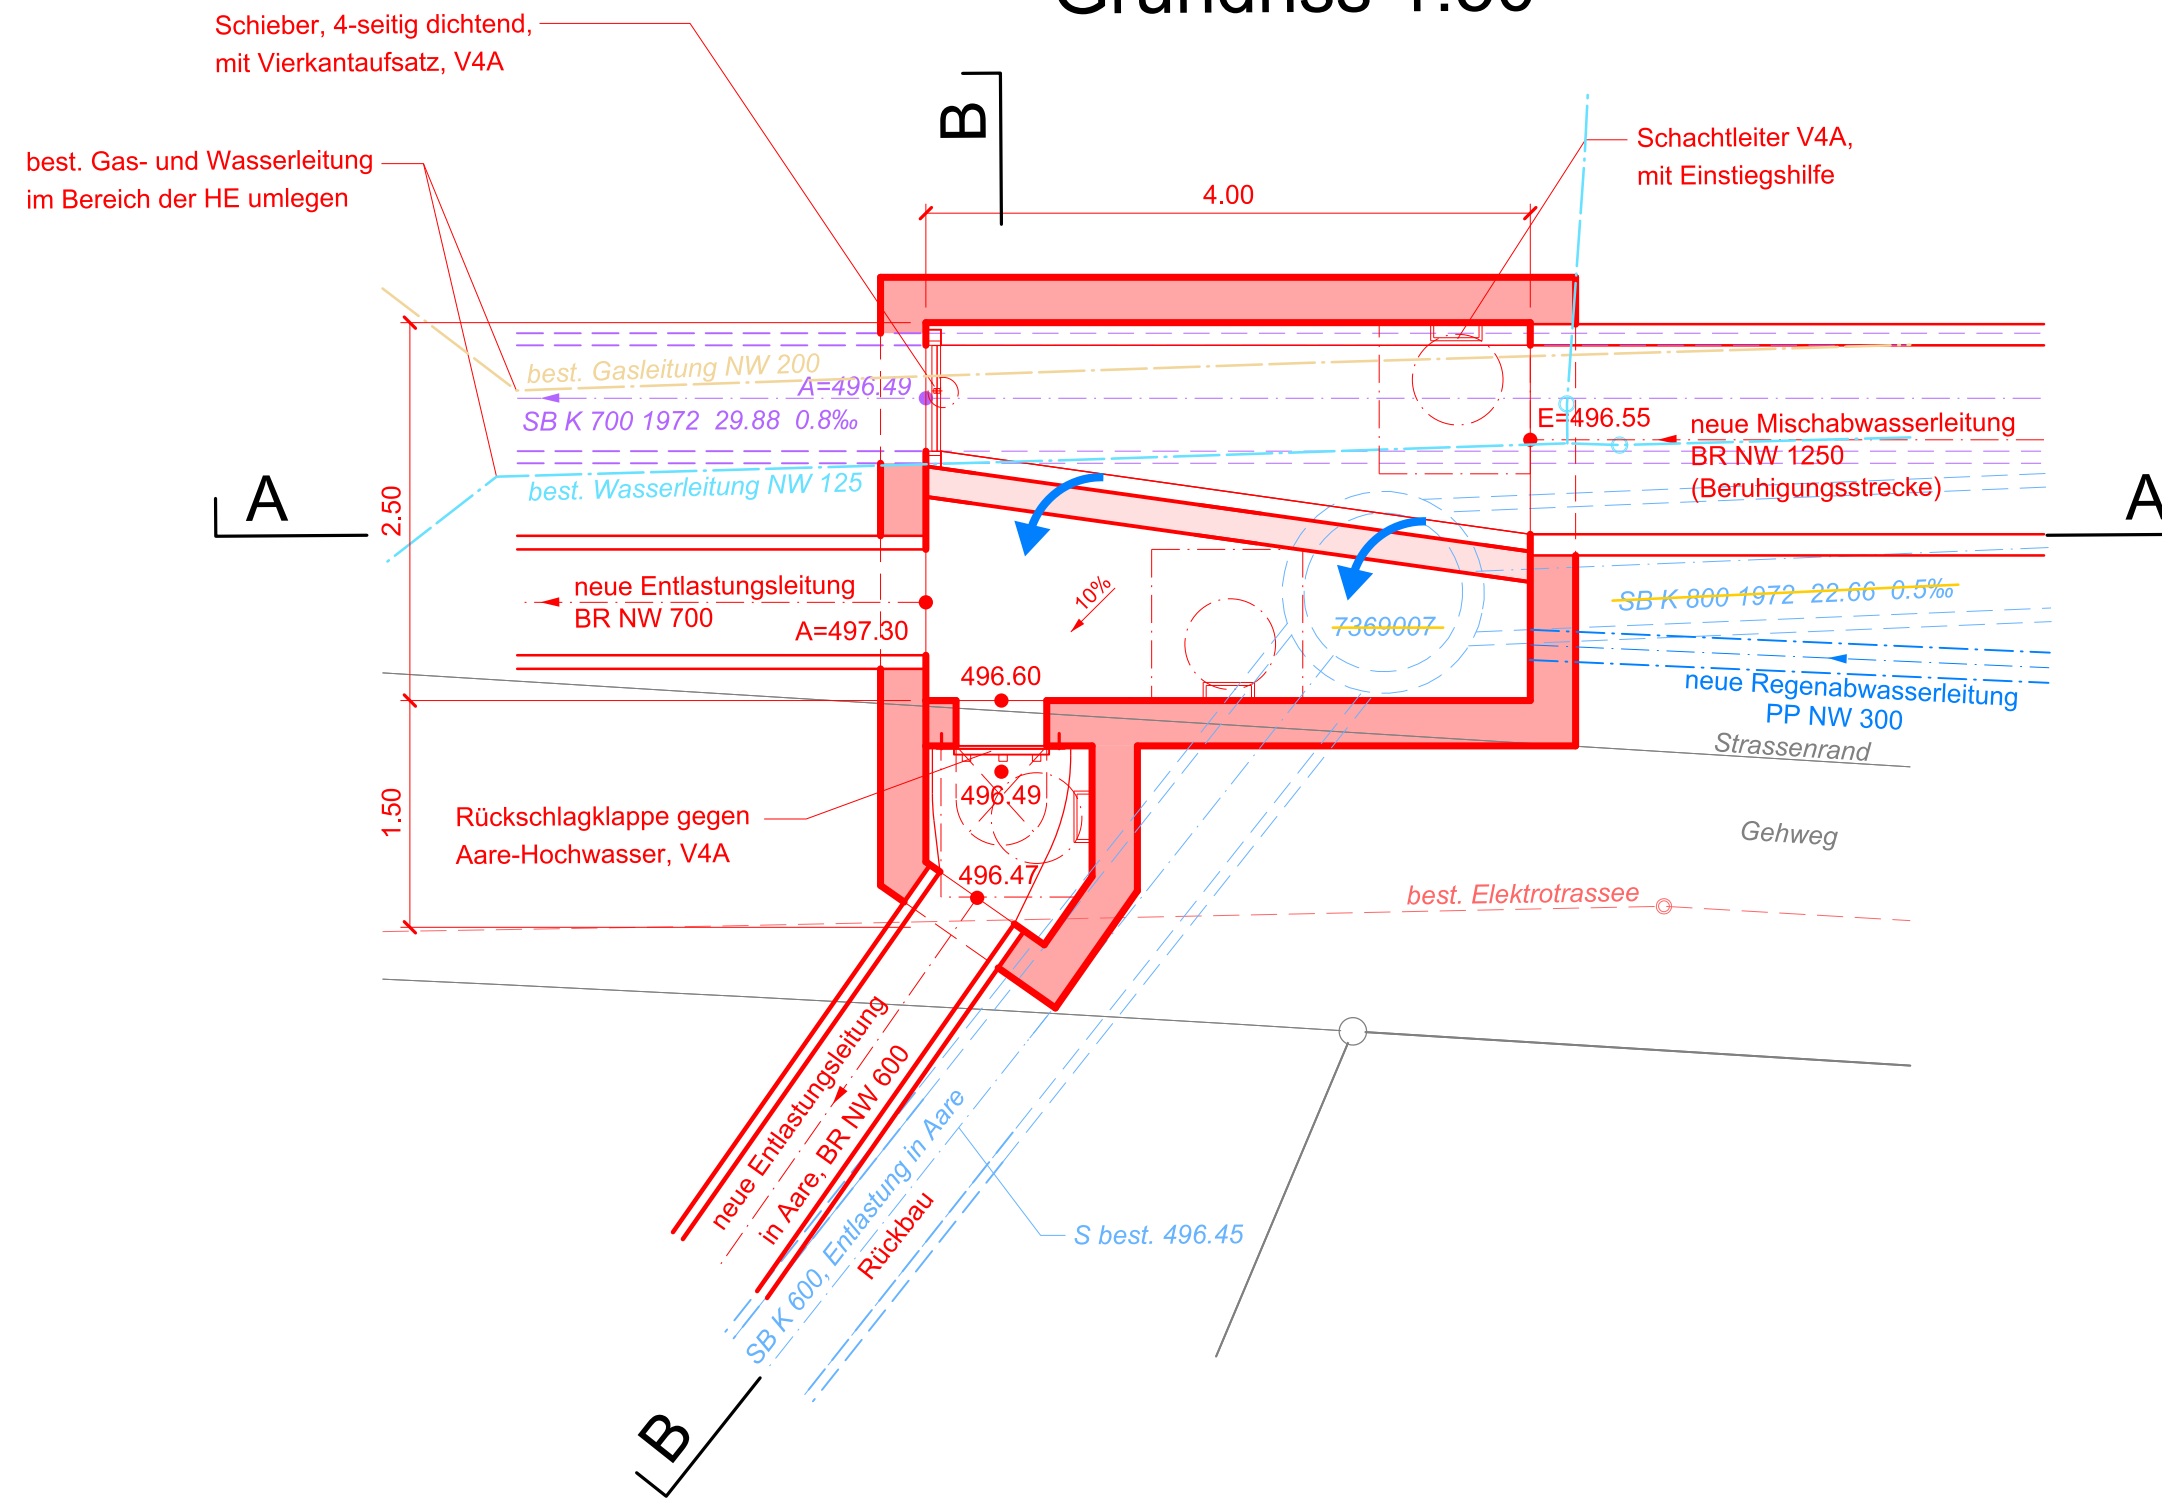 Grundriss 1:50
Schieber, 4-seitig dichtend,
mit Vierkantaufsatz, V4A
B
best. Gas- und Wasserleitung
im Bereich der HE umlegen
Schachtleiter V4A,
mit Einstiegshilfe
4.00
best. Gasleitung NW 200
A=496.49
SB K 700 1972 29.88 0.8‰
E=496.55
neue Mischabwasserleitung
BR NW 1250
(Beruhigungsstrecke)
best. Wasserleitung NW 125
A
A
2.50
neue Entlastungsleitung
BR NW 700
A=497.30
10%
7369007
SB K 800 1972 22.66 0.5‰
496.60
neue Regenabwasserleitung
PP NW 300
Strassenrand
Gehweg
1.50
Rückschlagklappe gegen
Aare-Hochwasser, V4A
496.49
496.47
best. Elektrotrassee
neue Entlastungsleitung
in Aare, BR NW 600
SB K 600, Entlastung in Aare
Rückbau
S best. 496.45
B